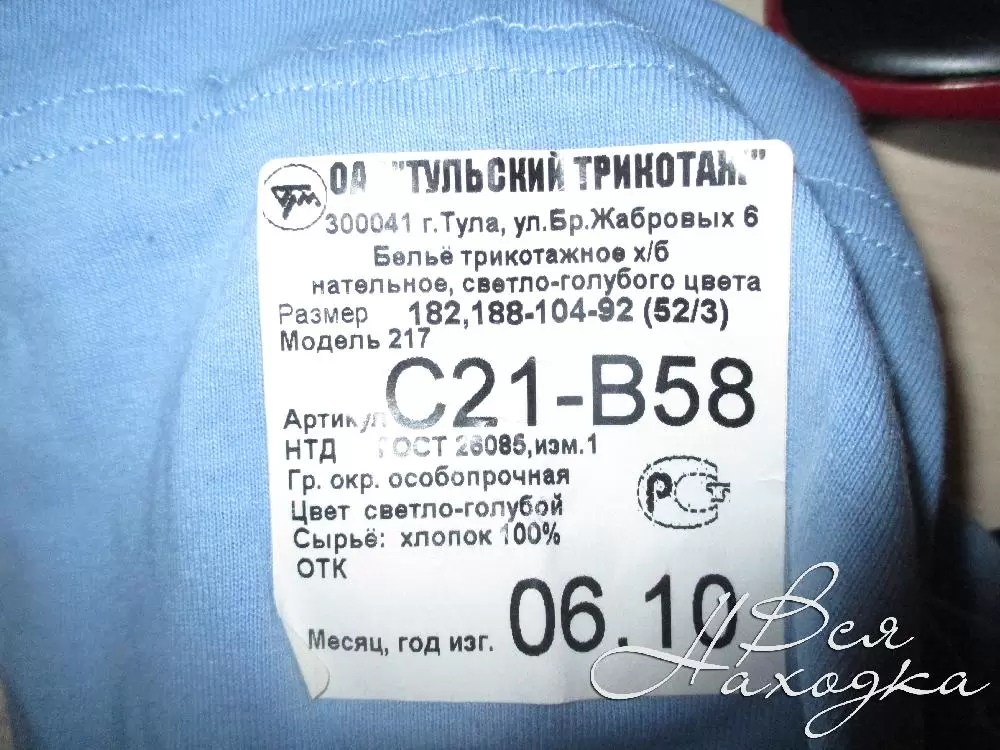 ОА "ТУЛЬСКИЙ ТРИКОТАЖ"
300041 г.Тула, ул.Бр.Жабровых 6
Бельё трикотажное х/б
нательное, светло-голубого цвета
Размер 182,188-104-92 (52/3)
Модель 217
Артикул С21-В58
НТД ГОСТ 26085,изм.1
Гр. окр. особопрочная
РСТ
Цвет светло-голубой
Сырьё: хлопок 100%
ОТК
Месяц, год изг. 06.10
Вся
Находка